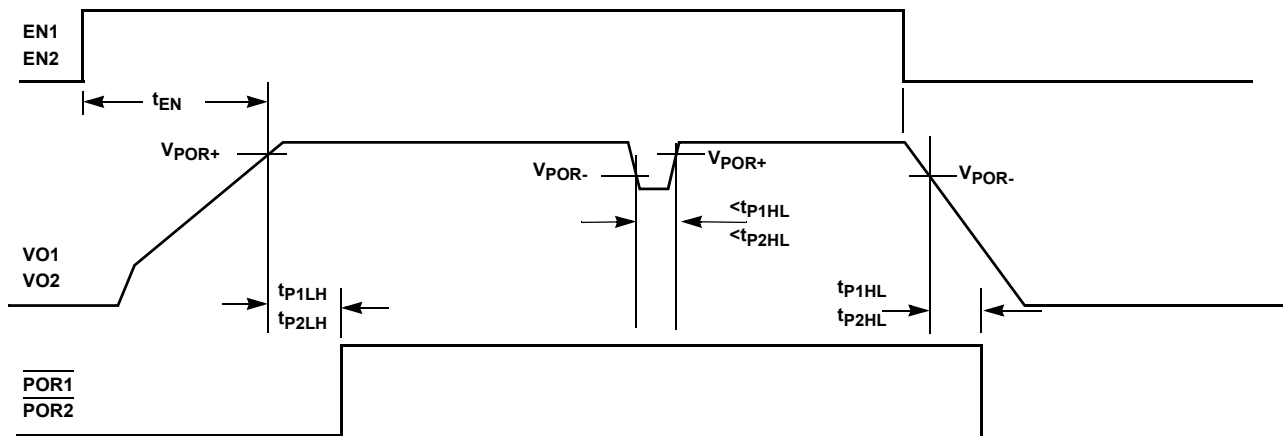 EN1
EN2
tEN
VPOR+
VPOR-
VPOR+
VPOR-
<tP1HL
<tP2HL
VO1
VO2
tP1LH
tP2LH
tP1HL
tP2HL
POR1
POR2